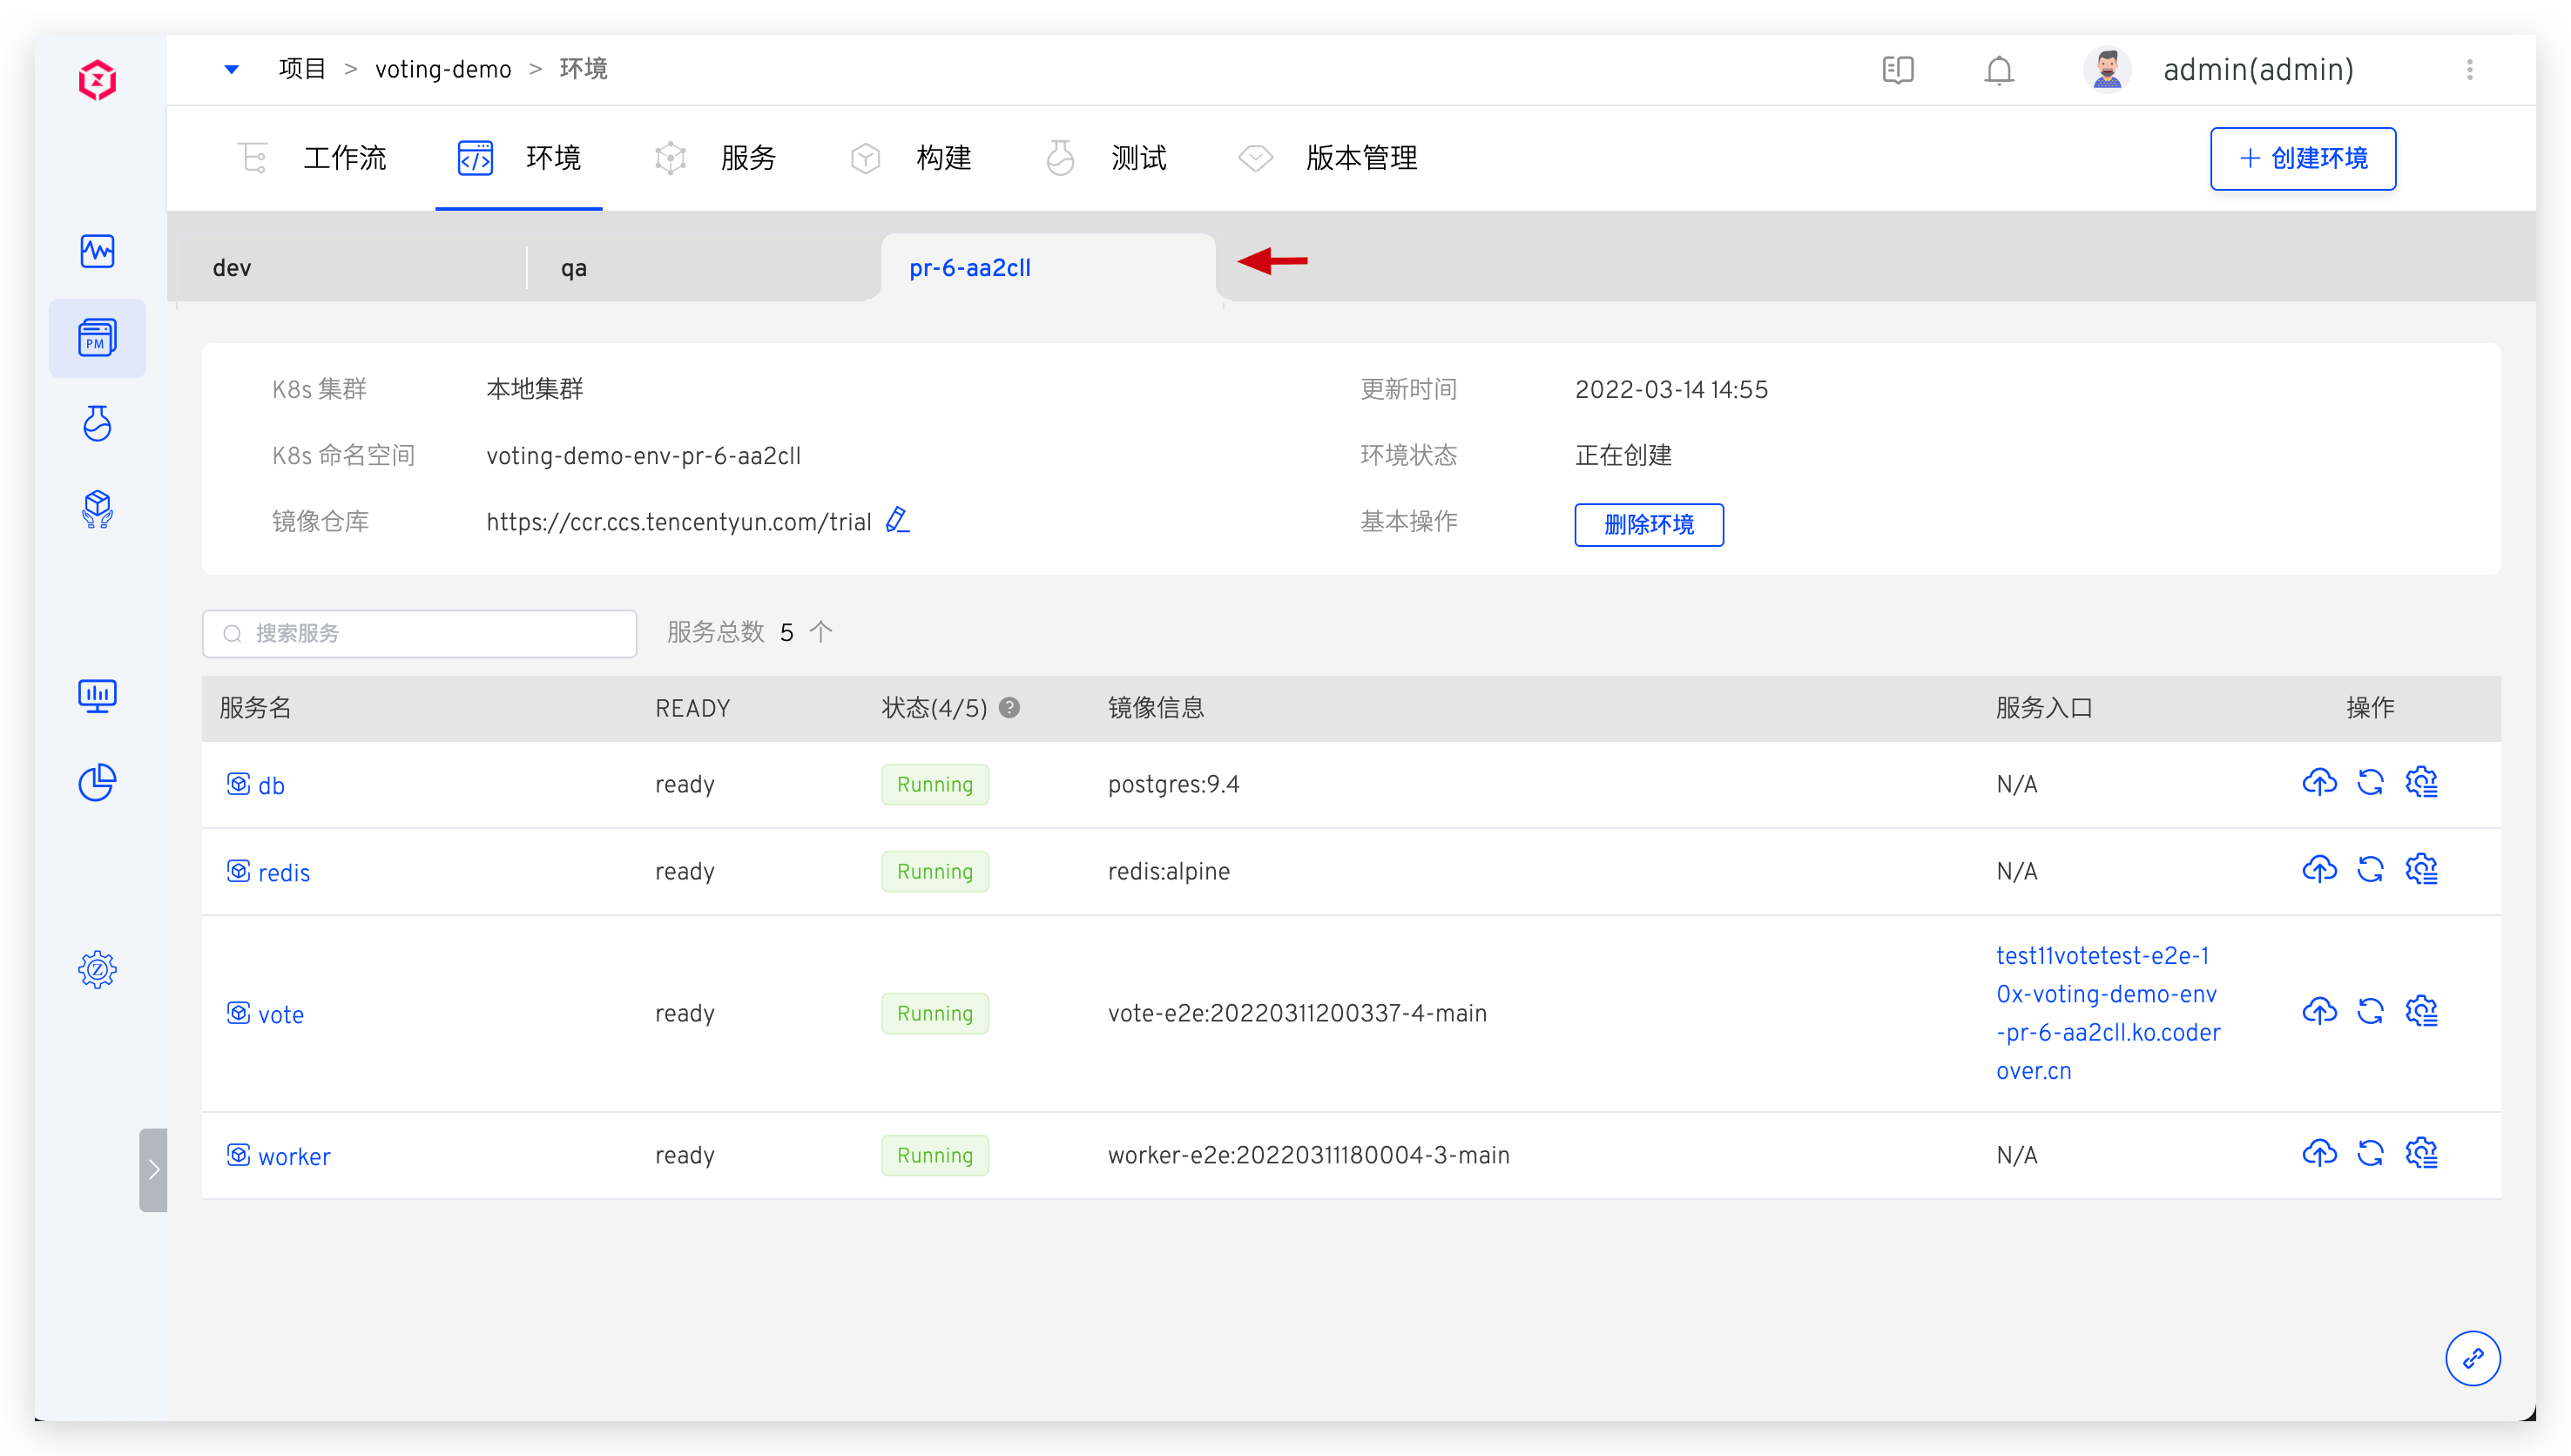 项目 > voting-demo > 环境
admin(admin)
工作流 环境 服务 构建 测试 版本管理
+ 创建环境
dev qa pr-6-aa2cll
PM
K8s 集群 本地集群 更新时间 2022-03-14 14:55
K8s 命名空间 voting-demo-env-pr-6-aa2cll 环境状态 正在创建
镜像仓库 https://ccr.ccs.tencentyun.com/trial 基本操作 删除环境
搜索服务 服务总数 5 个
服务名 READY 状态(4/5) ? 镜像信息 服务入口 操作
db ready Running postgres:9.4 N/A
redis ready Running redis:alpine N/A
vote ready Running vote-e2e:20220311200337-4-main
test11votetest-e2e-1
0x-voting-demo-env
-pr-6-aa2cll.ko.coder
over.cn
worker ready Running worker-e2e:20220311180004-3-main N/A